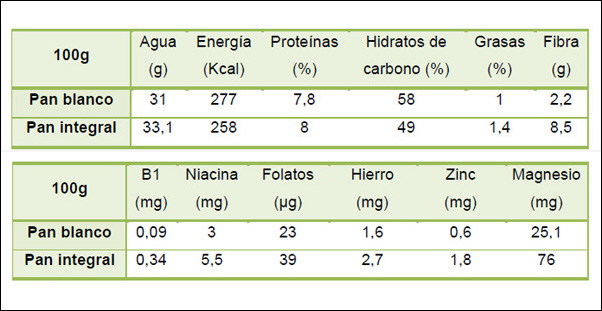 100g Agua (g) Energía (Kcal) Proteínas (%) Hidratos de carbono (%) Grasas (%) Fibra (g)
Pan blanco 31 277 7,8 58 1 2,2
Pan integral 33,1 258 8 49 1,4 8,5
100g B1 (mg) Niacina (mg) Folatos (µg) Hierro (mg) Zinc (mg) Magnesio (mg)
Pan blanco 0,09 3 23 1,6 0,6 25,1
Pan integral 0,34 5,5 39 2,7 1,8 76